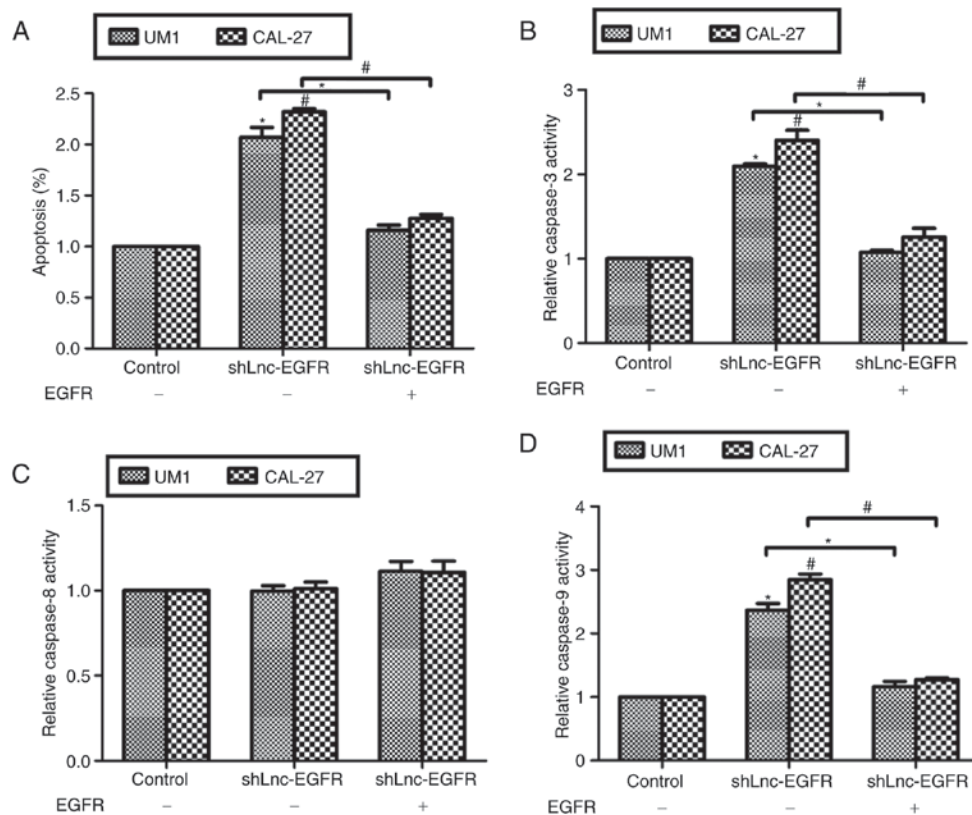 A
UM1 CAL-27
Apoptosis (%)
2.5
2.0
1.5
1.0
0.5
0.0
*
#
*
#
Control shLnc-EGFR shLnc-EGFR
EGFR – – +
B
UM1 CAL-27
Relative caspase-3 activity
3
2
1
0
*
#
*
#
Control shLnc-EGFR shLnc-EGFR
EGFR – – +
C
UM1 CAL-27
Relative caspase-8 activity
1.5
1.0
0.5
0.0
Control shLnc-EGFR shLnc-EGFR
EGFR – – +
D
UM1 CAL-27
Relative caspase-9 activity
4
3
2
1
0
*
#
*
#
Control shLnc-EGFR shLnc-EGFR
EGFR – – +